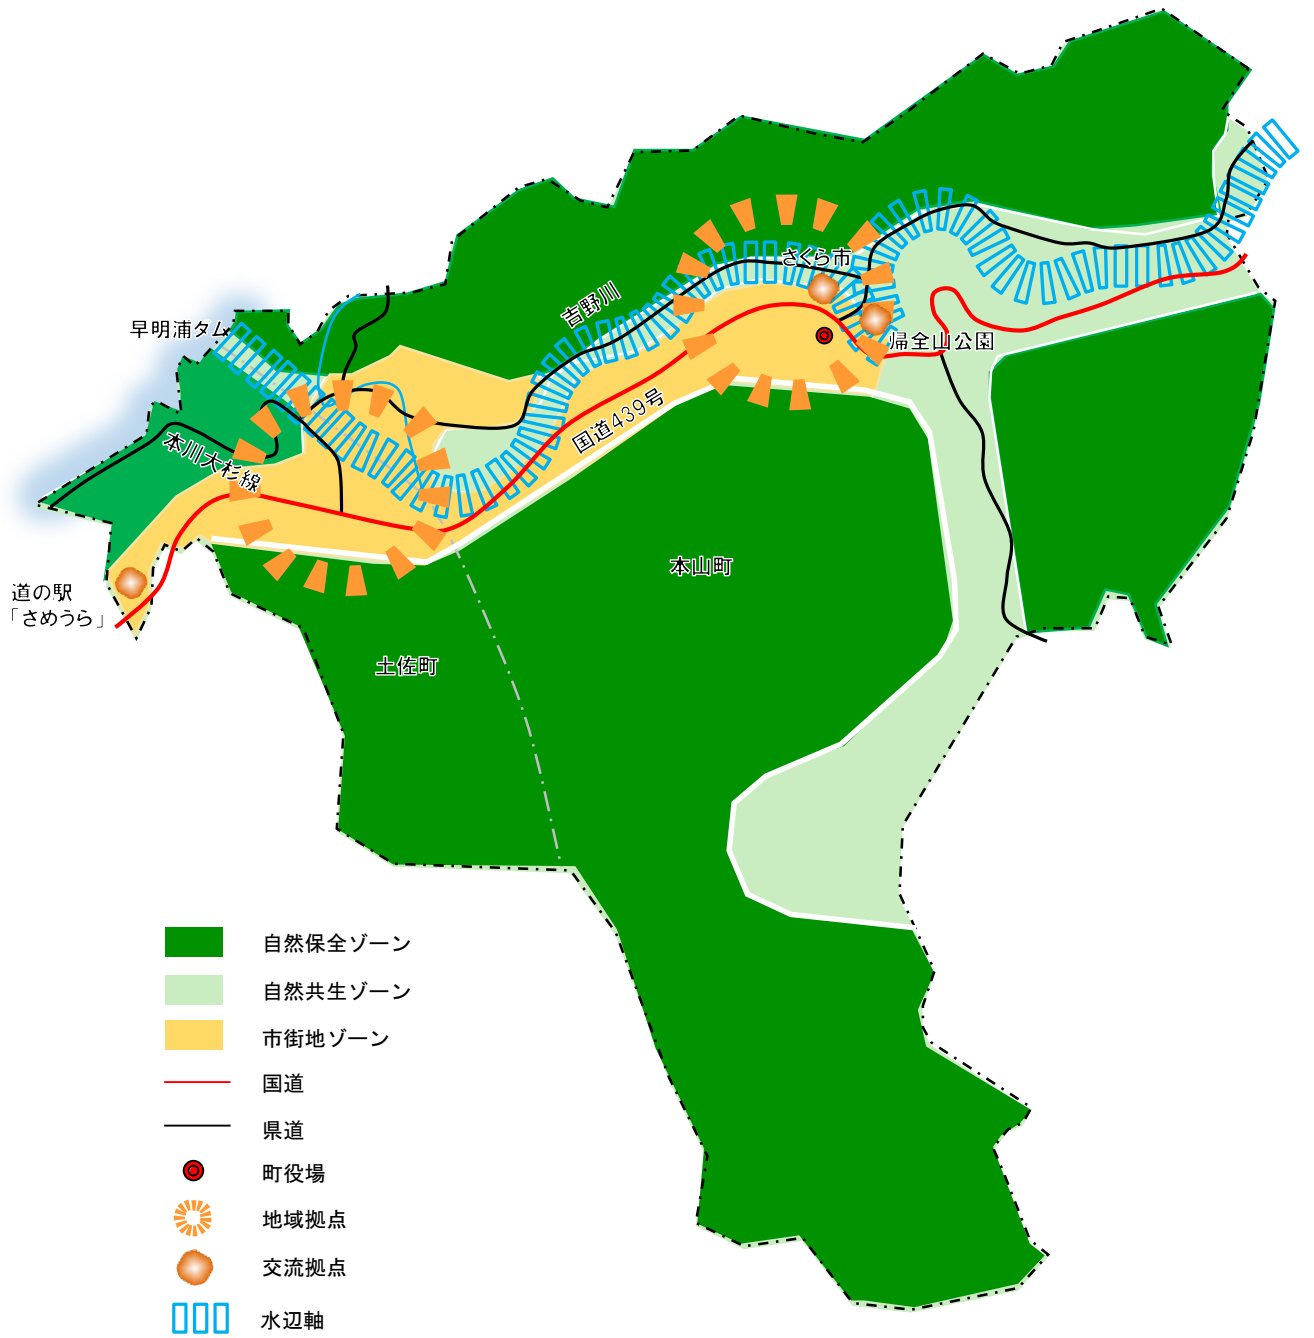 さくら市
吉野川
早明浦ダム
帰全山公園
国道439号
本川大杉線
本山町
道の駅
「さめうら」
土佐町
自然保全ゾーン
自然共生ゾーン
市街地ゾーン
国道
県道
町役場
地域拠点
交流拠点
水辺軸